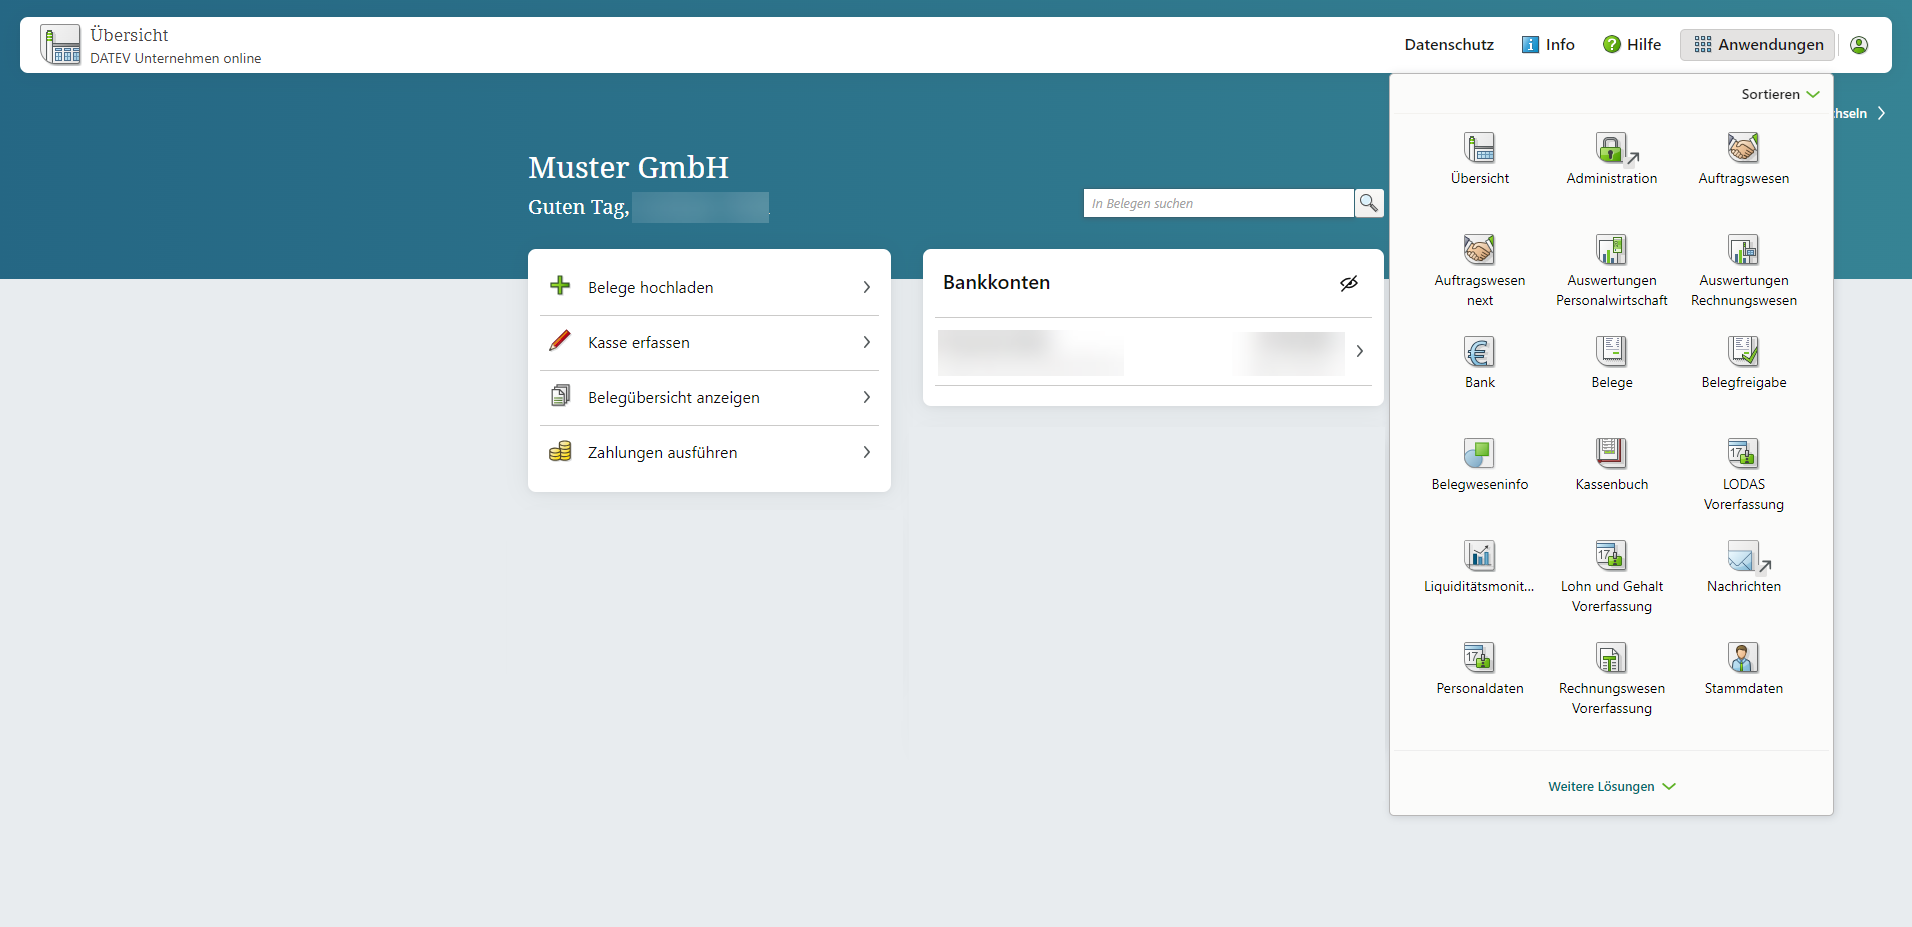 Übersicht
DATEV Unternehmen online
Datenschutz
Info
Hilfe
Anwendungen
Sortieren
Muster GmbH
Guten Tag,
In Belegen suchen
Belege hochladen
Kasse erfassen
Belegübersicht anzeigen
Zahlungen ausführen
Bankkonten
Übersicht
Administration
Auftragswesen
Auftragswesen
next
Auswertungen
Personalwirtschaft
Auswertungen
Rechnungswesen
Bank
Belege
Belegfreigabe
Belegweseninfo
Kassenbuch
LODAS
Vorerfassung
Liquiditätsmonit...
Lohn und Gehalt
Vorerfassung
Nachrichten
Personaldaten
Rechnungswesen
Vorerfassung
Stammdaten
Weitere Lösungen